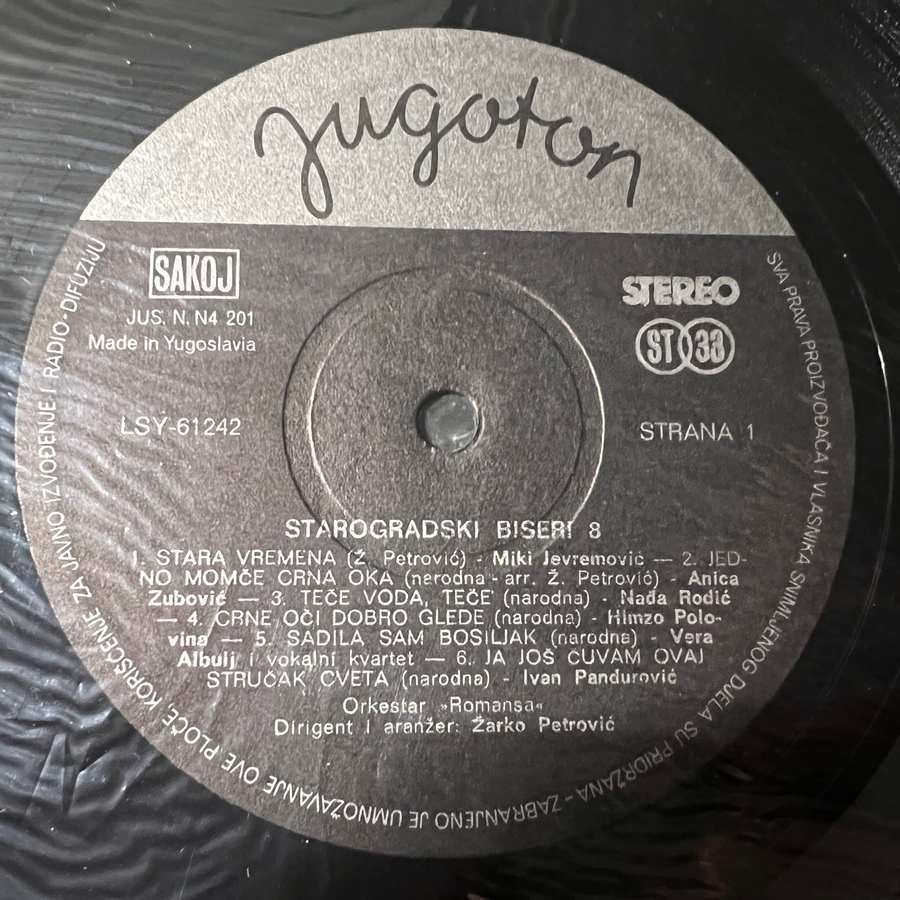 jugoton
SAKOJ
JUS. N. N4 201
Made in Yugoslavia
STEREO
ST 33
LSY-61242
STRANA 1
STAROGRADSKI BISERI 8
1. STARA VREMENA (Ž. Petrović) - Miki Jevremović — 2. JED-
NO MOMČE CRNA OKA (narodna - arr. Ž. Petrović) - Anica
Zubović — 3. TEČE VODA, TEČE (narodna) - Nada Rodić
— 4. CRNE OČI DOBRO GLEDE (narodna) - Himzo Polo-
vina — 5. SADILA SAM BOSILJAK (narodna) - Vera
Albulj i vokalni kvartet — 6. JA JOŠ ČUVAM OVAJ
STRUČAK CVETA (narodna) - Ivan Pandurović
Orkestar »Romansa«
Dirigent i aranžer: Žarko Petrović
SVA PRAVA PROIZVOĐAČA I VLASNIKA SNIMLJENOG DJELA SU PRIDRŽANA - ZABRANJENO JE UMNOŽAVANJE OVE PLOČE, KORIŠĆENJE ZA JAVNO IZVOĐENJE I RADIO-DIFUZIJU